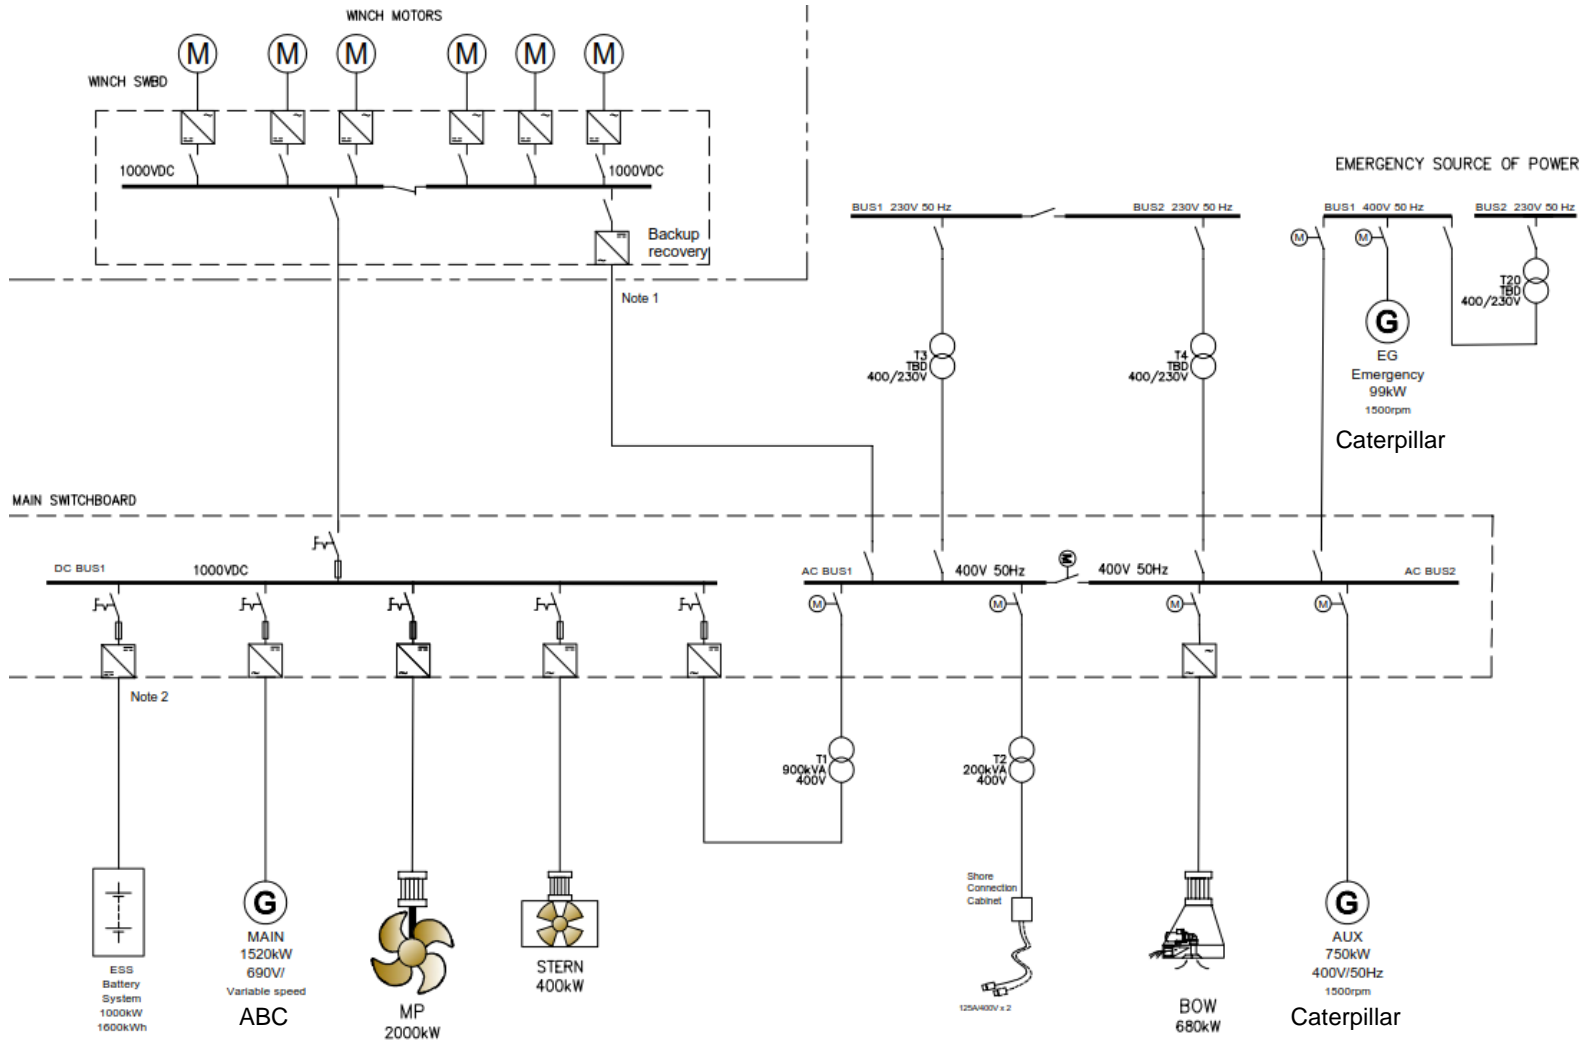 WINCH MOTORS
M M M M M M
WINCH SWBD
1000VDC
1000VDC
Backup
recovery
Note 1
EMERGENCY SOURCE OF POWER
BUS1 230V 50 Hz
BUS2 230V 50 Hz
BUS1 400V 50 Hz
BUS2 230V 50 Hz
M
M
T20
TBD
400/230V
G
EG
Emergency
99kW
1500rpm
Caterpillar
T3
TBD
400/230V
T4
TBD
400/230V
MAIN SWITCHBOARD
DC BUS1
1000VDC
AC BUS1
400V 50Hz
M
400V 50Hz
AC BUS2
M
M
M
M
Note 2
T1
900kVA
400V
T2
200kVA
400V
ESS
Battery
System
1000kW
1600kWh
G
MAIN
1520kW
690V/
Variable speed
ABC
MP
2000kW
STERN
400kW
Shore
Connection
Cabinet
125A/400V x 2
BOW
680kW
G
AUX
750kW
400V/50Hz
1500rpm
Caterpillar